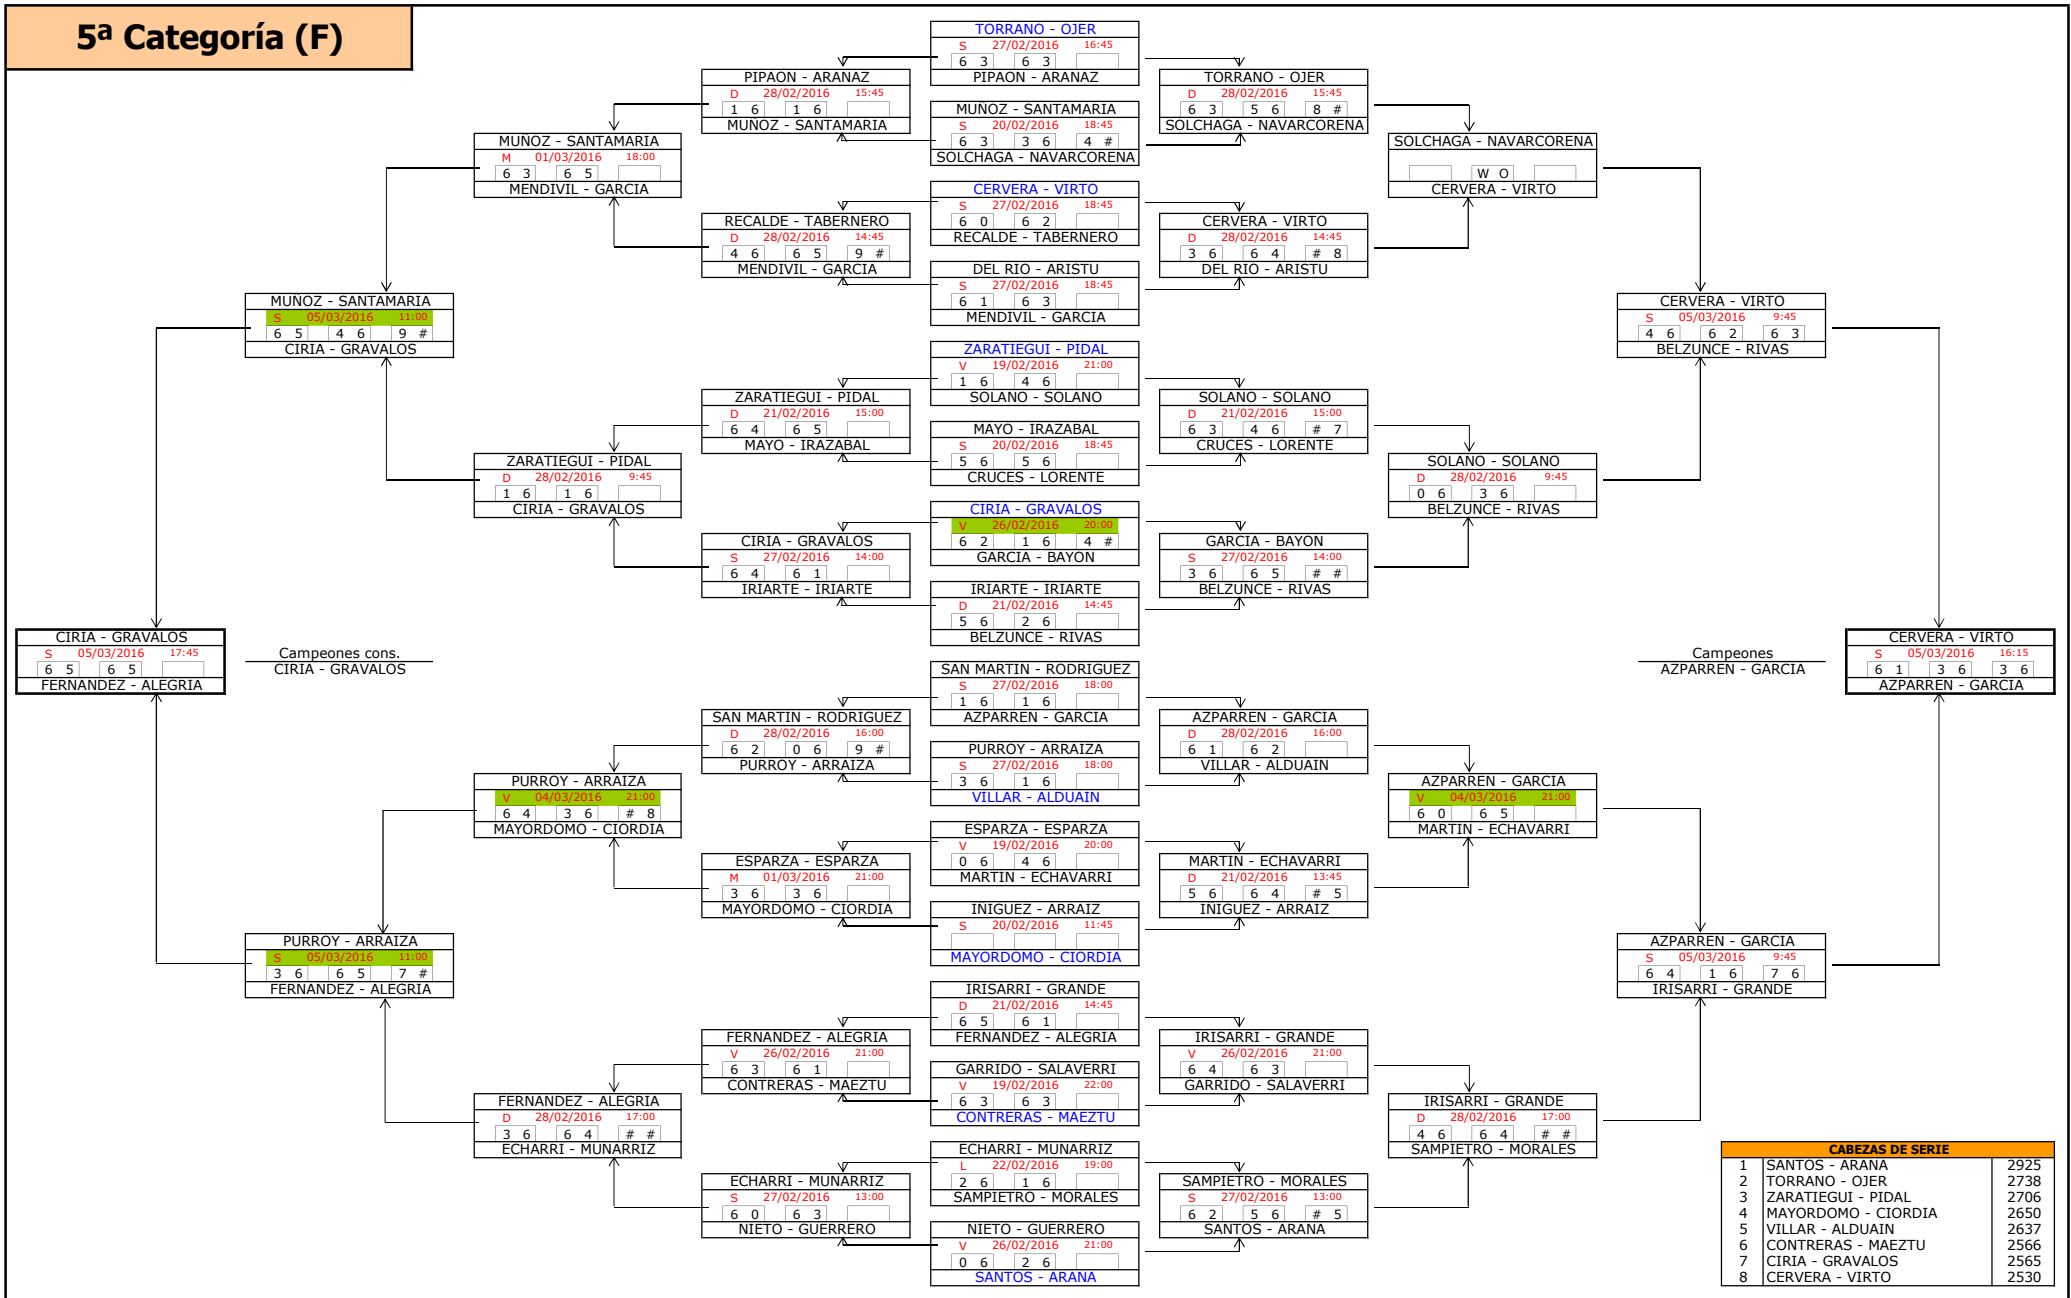 5ª Categoría (F)
CIRIA - GRAVALOS
S 05/03/2016 17:45
6 5 6 5
FERNANDEZ - ALEGRIA
Campeones cons.
CIRIA - GRAVALOS
MUÑOZ - SANTAMARIA
S 05/03/2016 11:00
6 5 4 6 9 #
CIRIA - GRAVALOS
PURROY - ARRAIZA
S 05/03/2016 11:00
3 6 6 5 7 #
FERNANDEZ - ALEGRIA
MUÑOZ - SANTAMARIA
M 01/03/2016 18:00
6 3 6 5
MENDIVIL - GARCIA
ZARATIEGUI - PIDAL
D 28/02/2016 9:45
1 6 1 6
CIRIA - GRAVALOS
PURROY - ARRAIZA
V 04/03/2016 21:00
6 4 3 6 # 8
MAYORDOMO - CIORDIA
FERNANDEZ - ALEGRIA
D 28/02/2016 17:00
3 6 6 4 # #
ECHARRI - MUNARRIZ
PIPAON - ARANAZ
D 28/02/2016 15:45
1 6 1 6
MUÑOZ - SANTAMARIA
RECALDE - TABERNERO
D 28/02/2016 14:45
4 6 6 5 9 #
MENDIVIL - GARCIA
ZARATIEGUI - PIDAL
D 21/02/2016 15:00
6 4 6 5
MAYO - IRAZABAL
CIRIA - GRAVALOS
S 27/02/2016 14:00
6 4 6 1
IRIARTE - IRIARTE
SAN MARTIN - RODRIGUEZ
D 28/02/2016 16:00
6 2 0 6 9 #
PURROY - ARRAIZA
ESPARZA - ESPARZA
M 01/03/2016 21:00
3 6 3 6
MAYORDOMO - CIORDIA
FERNANDEZ - ALEGRIA
V 26/02/2016 21:00
6 3 6 1
CONTRERAS - MAEZTU
ECHARRI - MUNARRIZ
S 27/02/2016 13:00
6 0 6 3
NIETO - GUERRERO
TORRANO - OJER
S 27/02/2016 16:45
6 3 6 3
PIPAON - ARANAZ
MUÑOZ - SANTAMARIA
S 20/02/2016 18:45
6 3 3 6 4 #
SOLCHAGA - NAVARCORENA
CERVERA - VIRTO
S 27/02/2016 18:45
6 0 6 2
RECALDE - TABERNERO
DEL RIO - ARISTU
S 27/02/2016 18:45
6 1 6 3
MENDIVIL - GARCIA
ZARATIEGUI - PIDAL
V 19/02/2016 21:00
1 6 4 6
SOLANO - SOLANO
MAYO - IRAZABAL
S 20/02/2016 18:45
5 6 5 6
CRUCES - LORENTE
CIRIA - GRAVALOS
V 26/02/2016 20:00
6 2 1 6 4 #
GARCIA - BAYON
IRIARTE - IRIARTE
D 21/02/2016 14:45
5 6 2 6
BELZUNCE - RIVAS
SAN MARTIN - RODRIGUEZ
S 27/02/2016 18:00
1 6 1 6
AZPARREN - GARCIA
PURROY - ARRAIZA
S 27/02/2016 18:00
3 6 1 6
VILLAR - ALDUAIN
ESPARZA - ESPARZA
V 19/02/2016 20:00
0 6 4 6
MARTIN - ECHAVARRI
IÑIGUEZ - ARRAIZ
S 20/02/2016 11:45
MAYORDOMO - CIORDIA
IRISARRI - GRANDE
D 21/02/2016 14:45
6 5 6 1
FERNANDEZ - ALEGRIA
GARRIDO - SALAVERRI
V 19/02/2016 22:00
6 3 6 3
CONTRERAS - MAEZTU
ECHARRI - MUNARRIZ
L 22/02/2016 19:00
2 6 1 6
SAMPIETRO - MORALES
NIETO - GUERRERO
V 26/02/2016 21:00
0 6 2 6
SANTOS - ARANA
TORRANO - OJER
D 28/02/2016 15:45
6 3 5 6 8 #
SOLCHAGA - NAVARCORENA
CERVERA - VIRTO
D 28/02/2016 14:45
3 6 6 4 # 8
DEL RIO - ARISTU
SOLANO - SOLANO
D 21/02/2016 15:00
6 3 4 6 # 7
CRUCES - LORENTE
GARCIA - BAYON
S 27/02/2016 14:00
3 6 6 5 # #
BELZUNCE - RIVAS
AZPARREN - GARCIA
D 28/02/2016 16:00
6 1 6 2
VILLAR - ALDUAIN
MARTIN - ECHAVARRI
D 21/02/2016 13:45
5 6 6 4 # 5
IÑIGUEZ - ARRAIZ
IRISARRI - GRANDE
V 26/02/2016 21:00
6 4 6 3
GARRIDO - SALAVERRI
SAMPIETRO - MORALES
S 27/02/2016 13:00
6 2 5 6 # 5
SANTOS - ARANA
SOLCHAGA - NAVARCORENA
W O
CERVERA - VIRTO
SOLANO - SOLANO
D 28/02/2016 9:45
0 6 3 6
BELZUNCE - RIVAS
AZPARREN - GARCIA
V 04/03/2016 21:00
6 0 6 5
MARTIN - ECHAVARRI
IRISARRI - GRANDE
D 28/02/2016 17:00
4 6 6 4 # #
SAMPIETRO - MORALES
CERVERA - VIRTO
S 05/03/2016 9:45
4 6 6 2 6 3
BELZUNCE - RIVAS
AZPARREN - GARCIA
S 05/03/2016 9:45
6 4 1 6 7 6
IRISARRI - GRANDE
Campeones
AZPARREN - GARCIA
CERVERA - VIRTO
S 05/03/2016 16:15
6 1 3 6 3 6
AZPARREN - GARCIA
CABEZAS DE SERIE
1 SANTOS - ARANA 2925
2 TORRANO - OJER 2738
3 ZARATIEGUI - PIDAL 2706
4 MAYORDOMO - CIORDIA 2650
5 VILLAR - ALDUAIN 2637
6 CONTRERAS - MAEZTU 2566
7 CIRIA - GRAVALOS 2565
8 CERVERA - VIRTO 2530